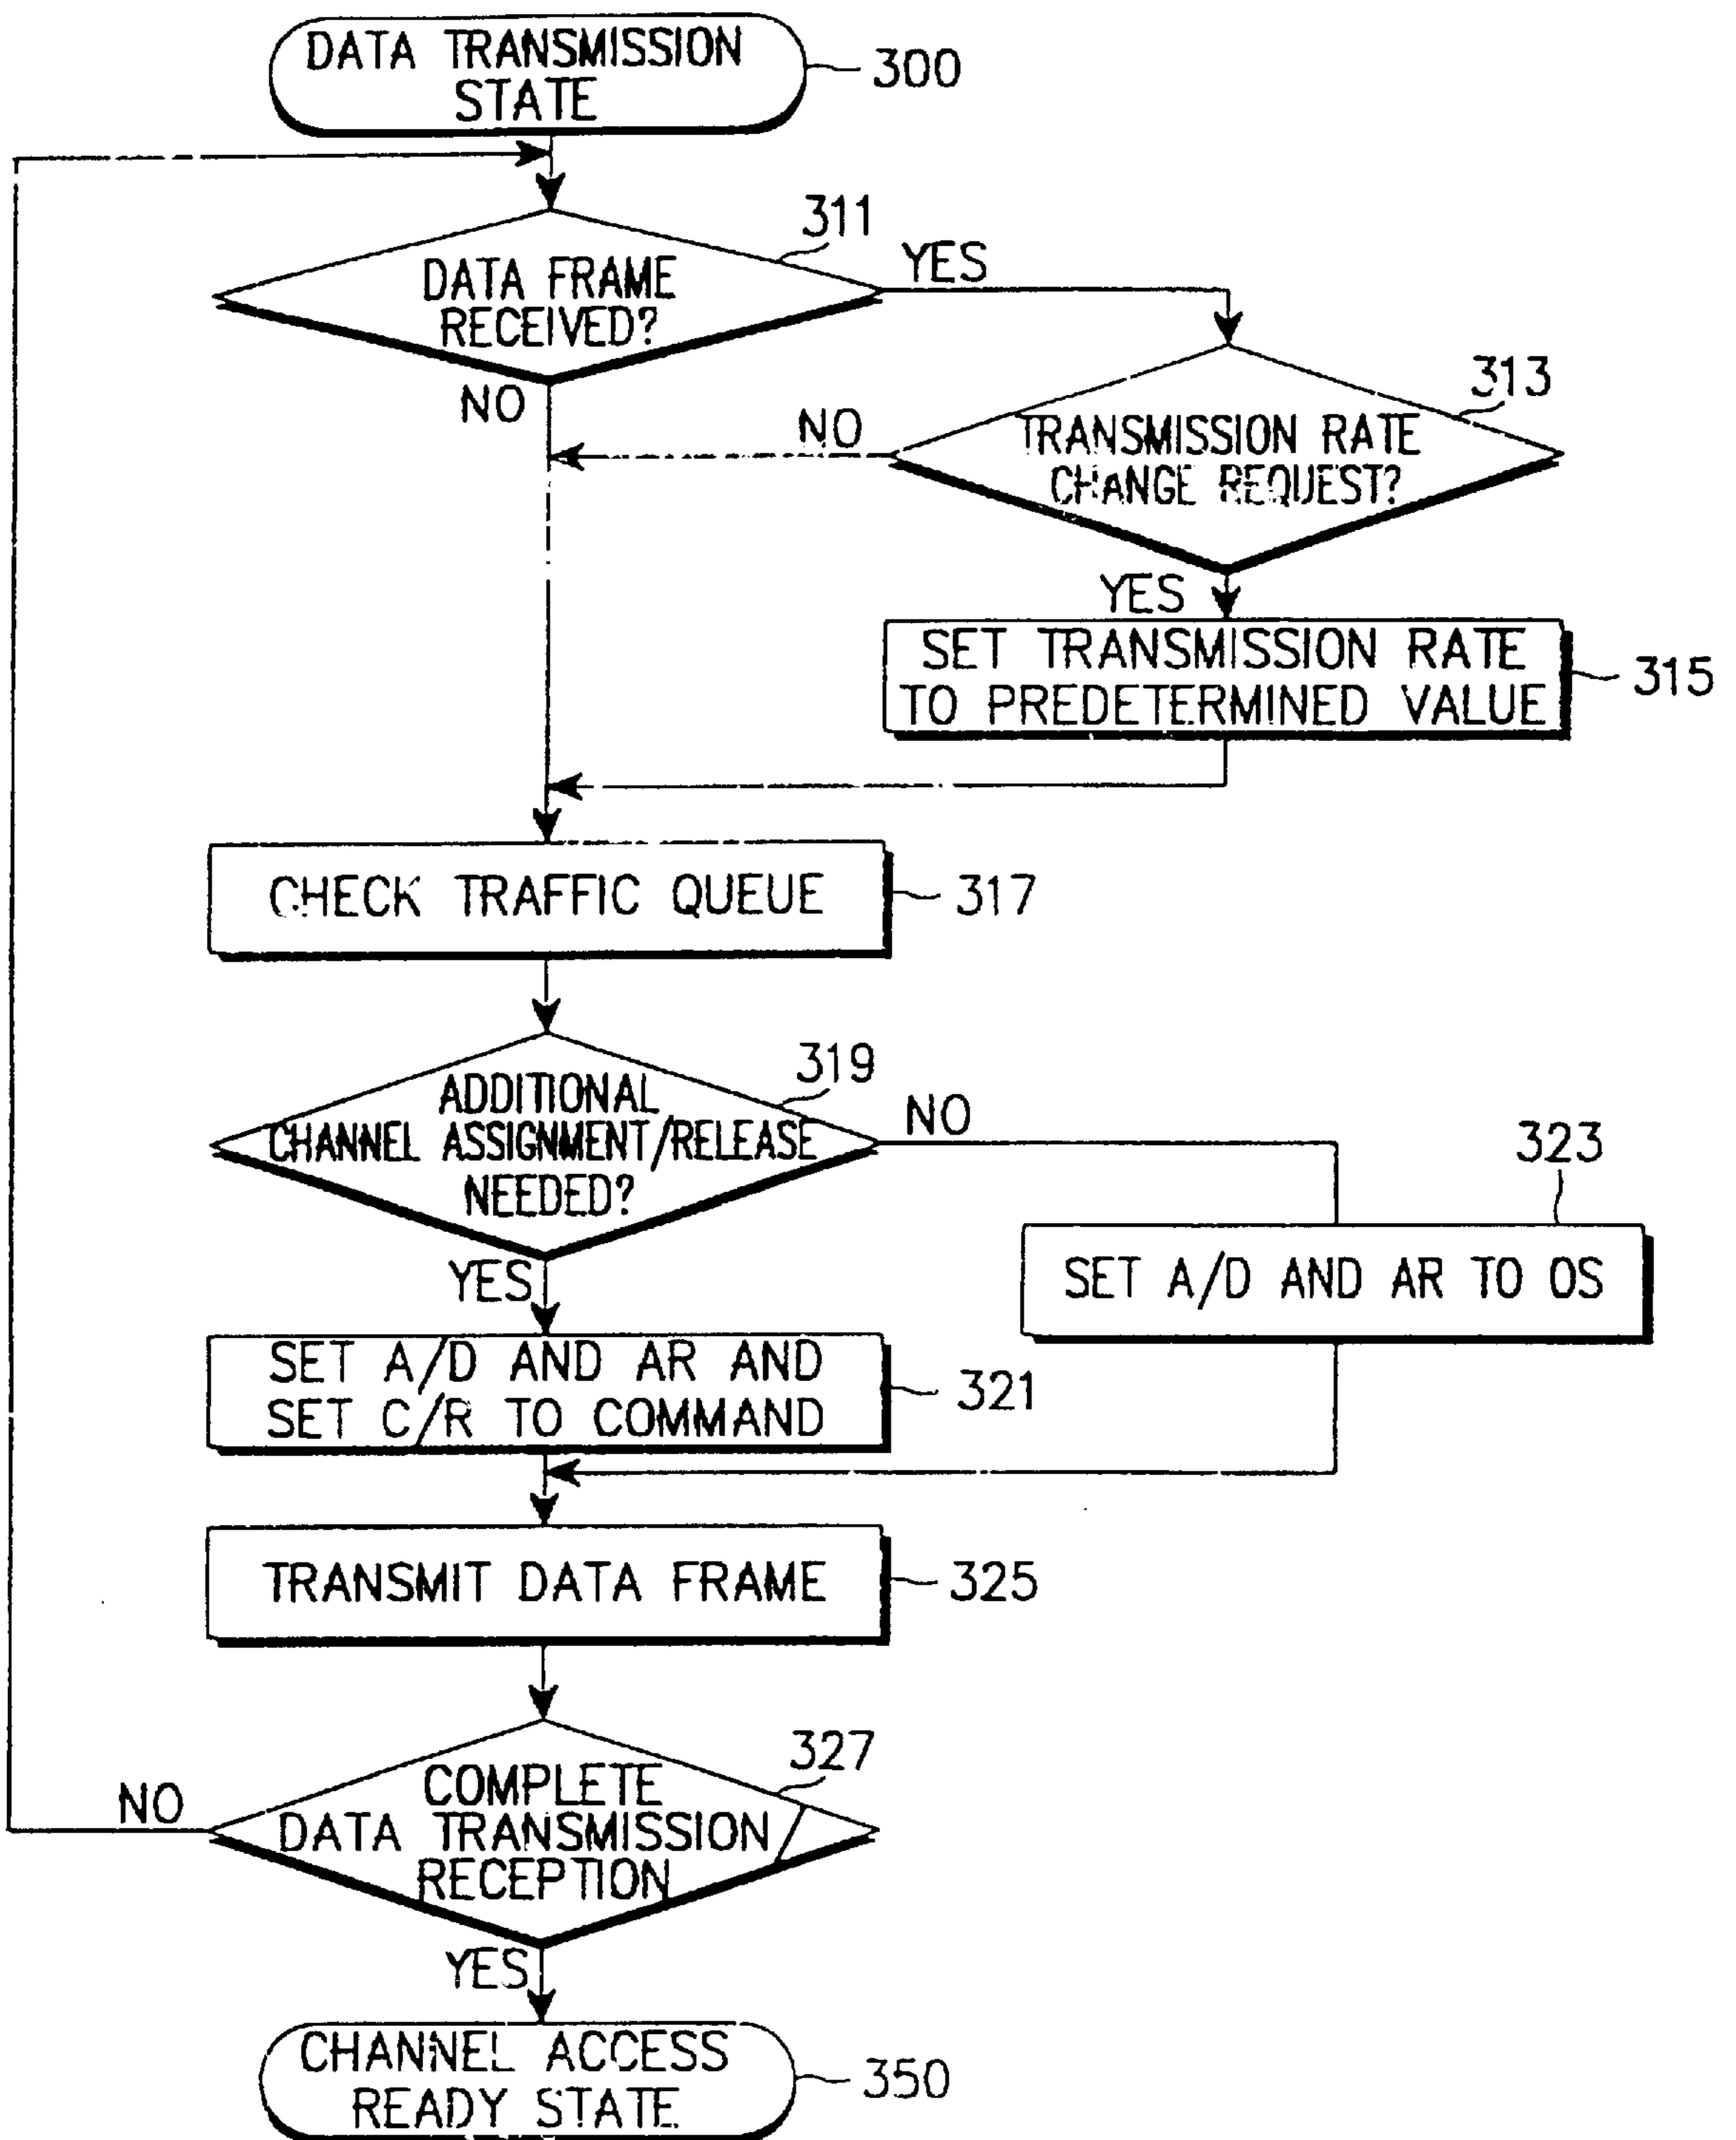 DATA TRANSMISSION
STATE
300
311
DATA FRAME
RECEIVED?
YES
NO
313
TRANSMISSION RATE
CHANGE REQUEST?
NO
YES
SET TRANSMISSION RATE
TO PREDETERMINED VALUE
315
CHECK TRAFFIC QUEUE
317
319
ADDITIONAL
CHANNEL ASSIGNMENT/RELEASE
NEEDED?
NO
YES
323
SET A/D AND AR TO OS
SET A/D AND AR AND
SET C/R TO COMMAND
321
TRANSMIT DATA FRAME
325
327
COMPLETE
DATA TRANSMISSION/
RECEPTION
NO
YES
CHANNEL ACCESS
READY STATE
350